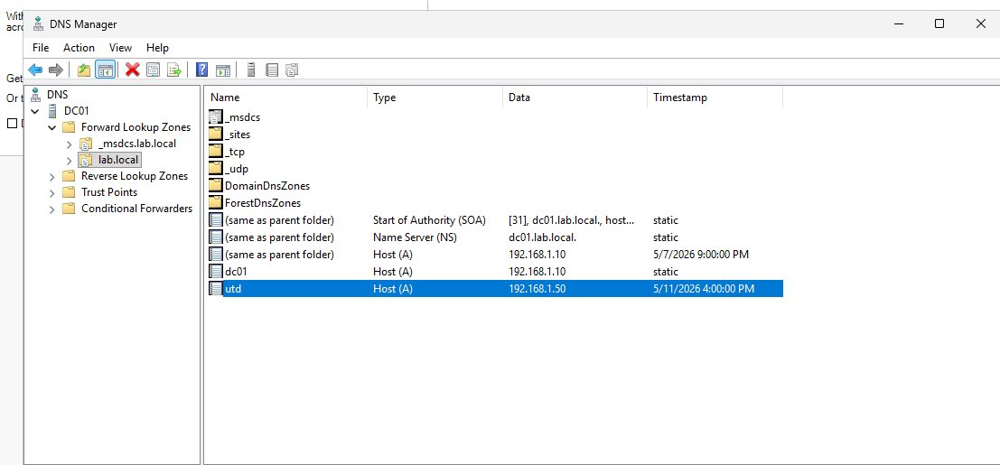 With
acro
Get
Or t
DNS Manager
File Action View Help
DNS
DC01
Forward Lookup Zones
_msdcs.lab.local
lab.local
Reverse Lookup Zones
Trust Points
Conditional Forwarders
Name Type Data Timestamp
_msdcs
_sites
_tcp
_udp
DomainDnsZones
ForestDnsZones
(same as parent folder) Start of Authority (SOA) [31], dc01.lab.local., host... static
(same as parent folder) Name Server (NS) dc01.lab.local. static
(same as parent folder) Host (A) 192.168.1.10 5/7/2026 9:00:00 PM
dc01 Host (A) 192.168.1.10 static
utd Host (A) 192.168.1.50 5/11/2026 4:00:00 PM